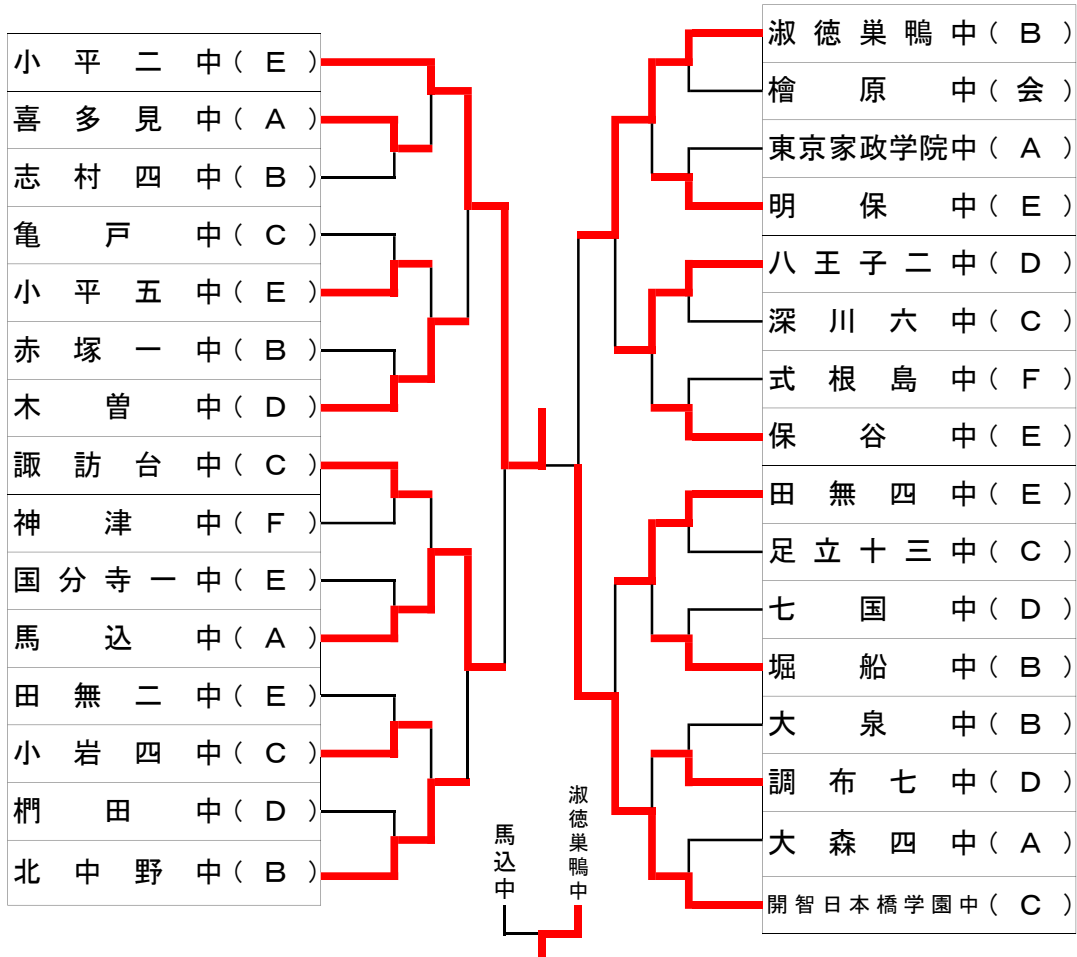 小平二中(E)
喜多見中(A)
志村四中(B)
亀戸中(C)
小平五中(E)
赤塚一中(B)
木曽中(D)
諏訪台中(C)
神津中(F)
国分寺一中(E)
馬込中(A)
田無二中(E)
小岩四中(C)
椚田中(D)
北中野中(B)
馬込中
淑徳巣鴨中
淑徳巣鴨中(B)
檜原中(会)
東京家政学院中(A)
明保中(E)
八王子二中(D)
深川六中(C)
式根島中(F)
保谷中(E)
田無四中(E)
足立十三中(C)
七国中(D)
堀船中(B)
大泉中(B)
調布七中(D)
大森四中(A)
開智日本橋学園中(C)